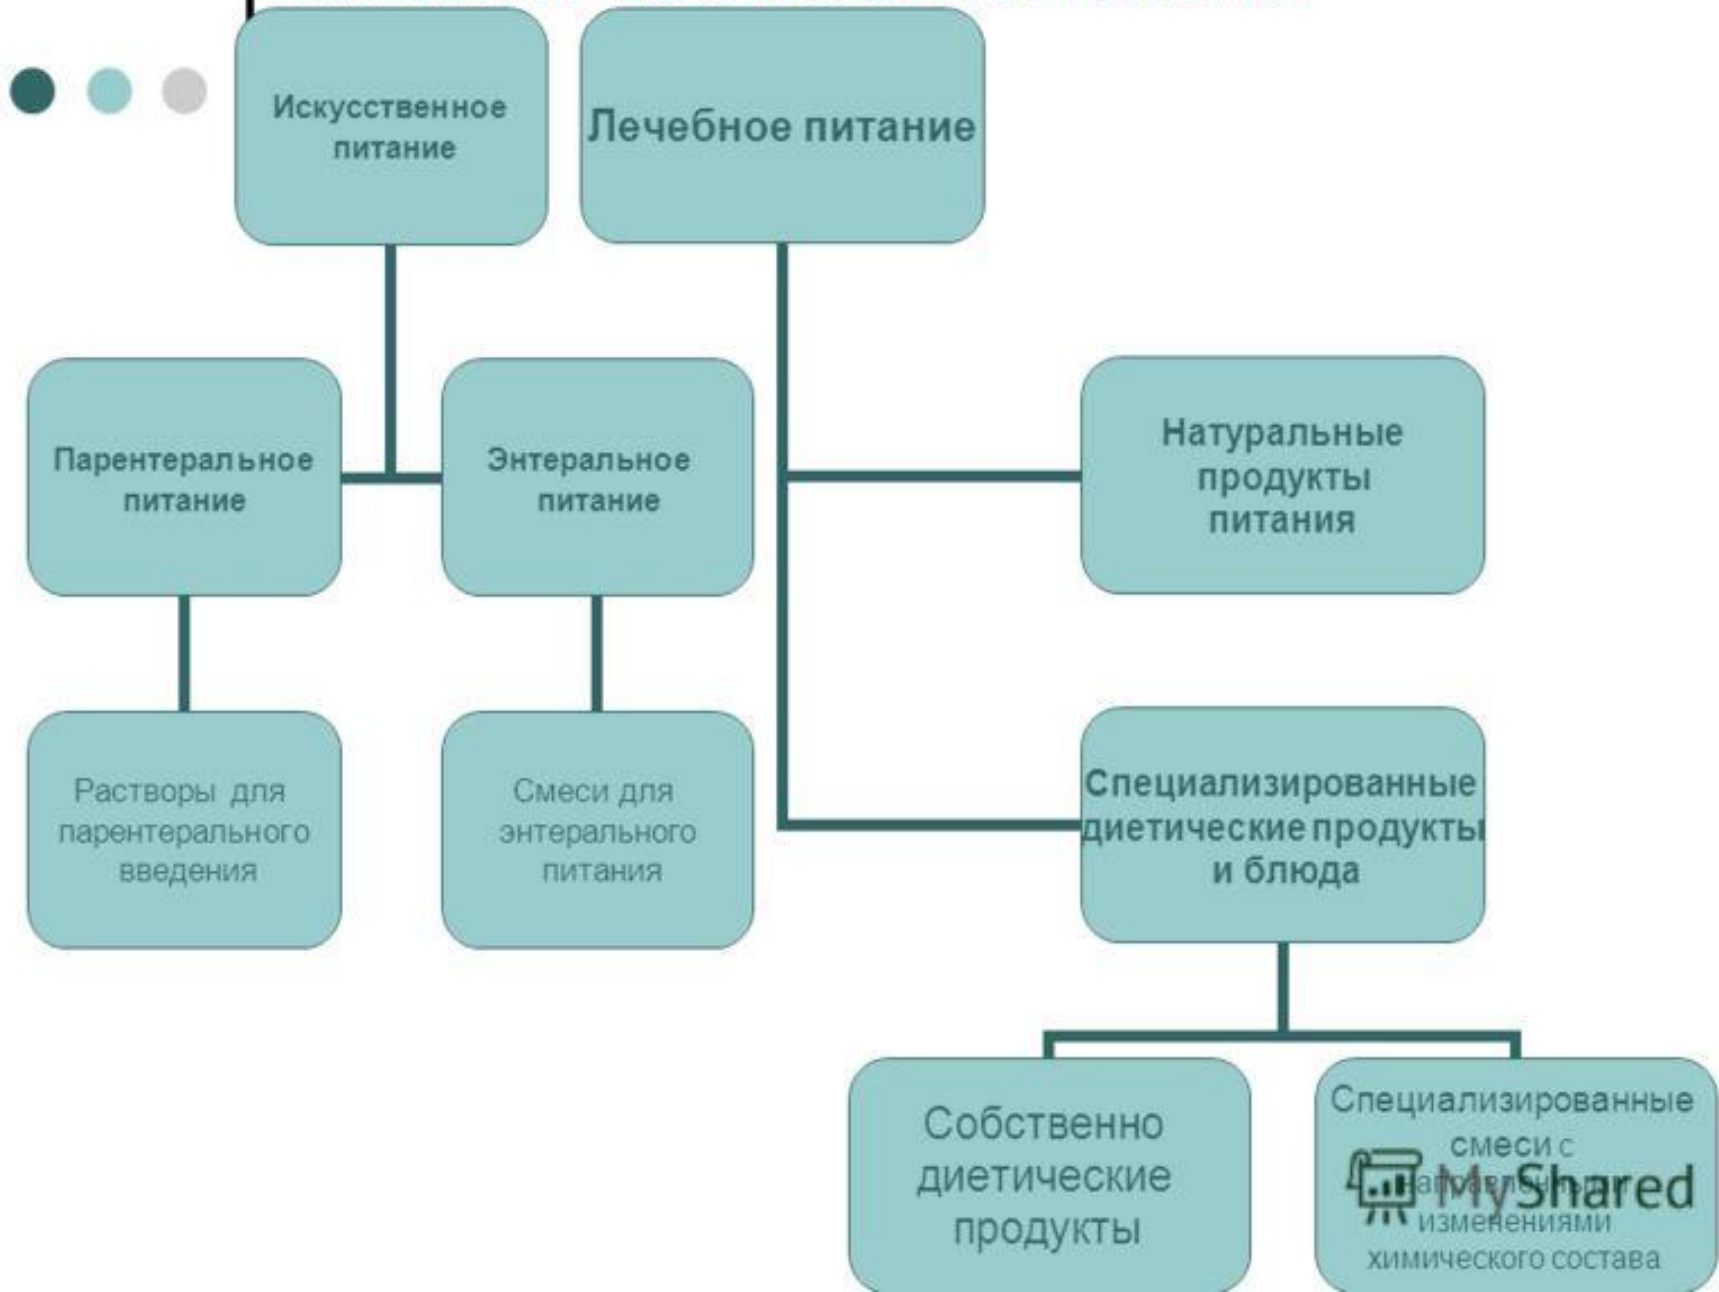 Искусственное
питание
Лечебное питание
Парентеральное
питание
Энтеральное
питание
Натуральные
продукты
питания
Растворы для
парентерального
введения
Смеси для
энтерального
питания
Специализированные
диетические продукты
и блюда
Собственно
диетические
продукты
Специализированные
смеси с
MyShared
изменениями
химического состава